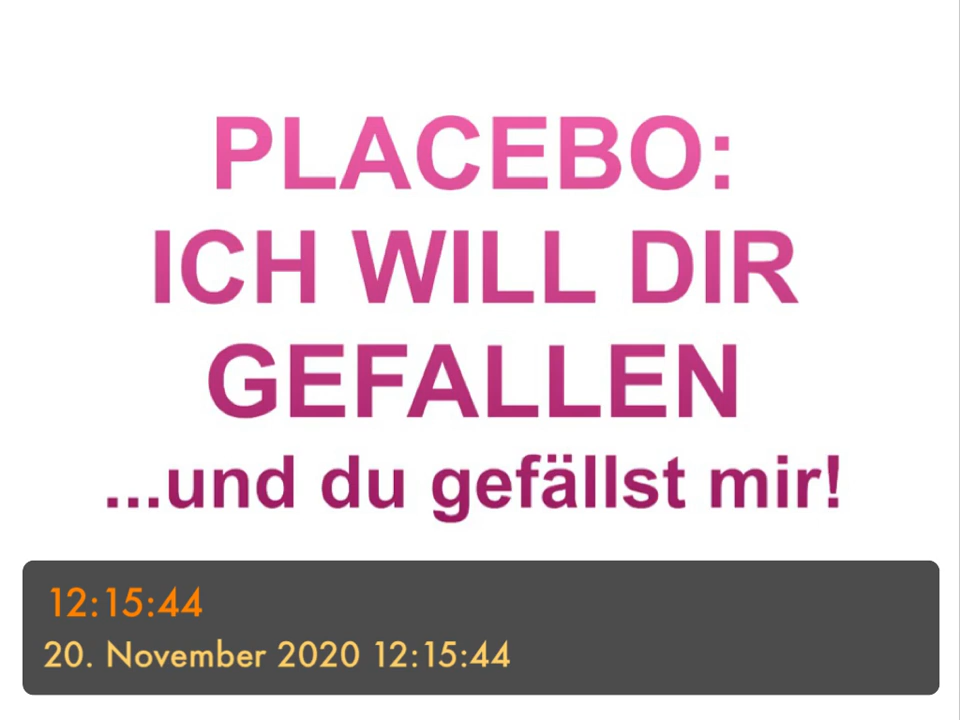 PLACEBO:
ICH WILL DIR
GEFALLEN
...und du gefällst mir!
12:15:44
20. November 2020 12:15:44